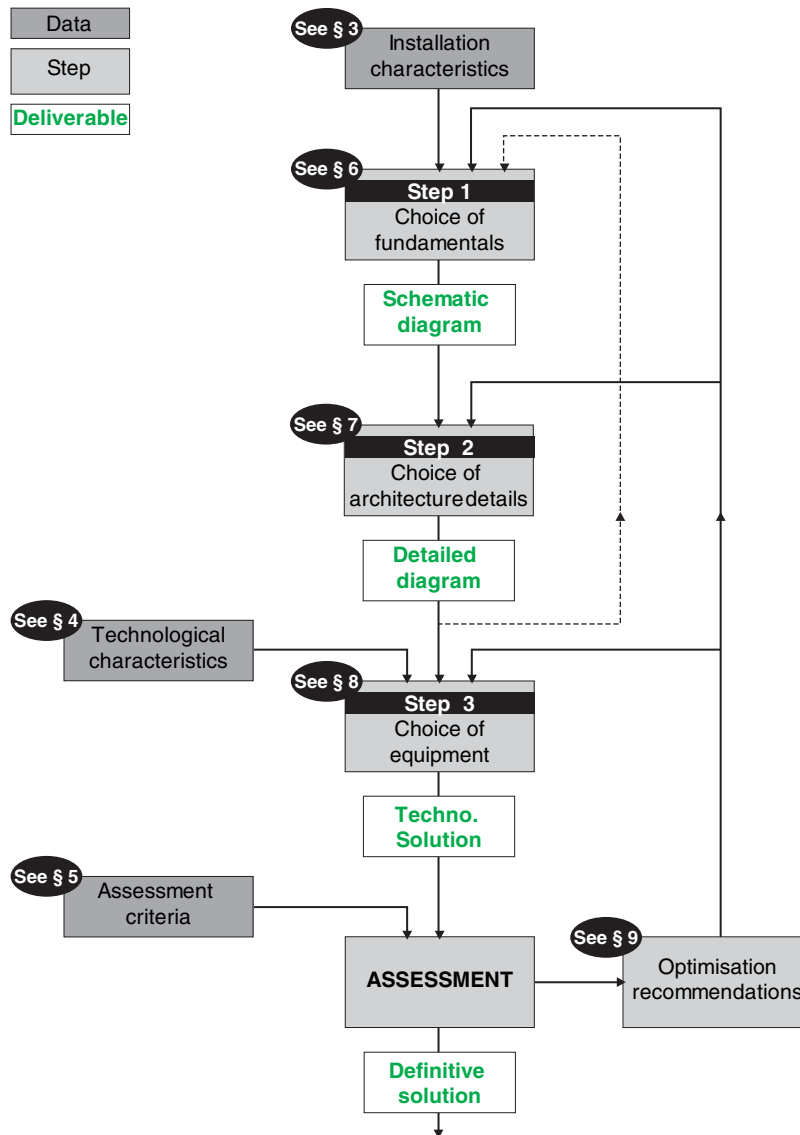 Data
Step
Deliverable
See § 3
Installation
characteristics
See § 6
Step 1
Choice of
fundamentals
Schematic
diagram
See § 7
Step 2
Choice of
architecture details
Detailed
diagram
See § 4
Technological
characteristics
See § 8
Step 3
Choice of
equipment
Techno.
Solution
See § 5
Assessment
criteria
ASSESSMENT
See § 9
Optimisation
recommendations
Definitive
solution